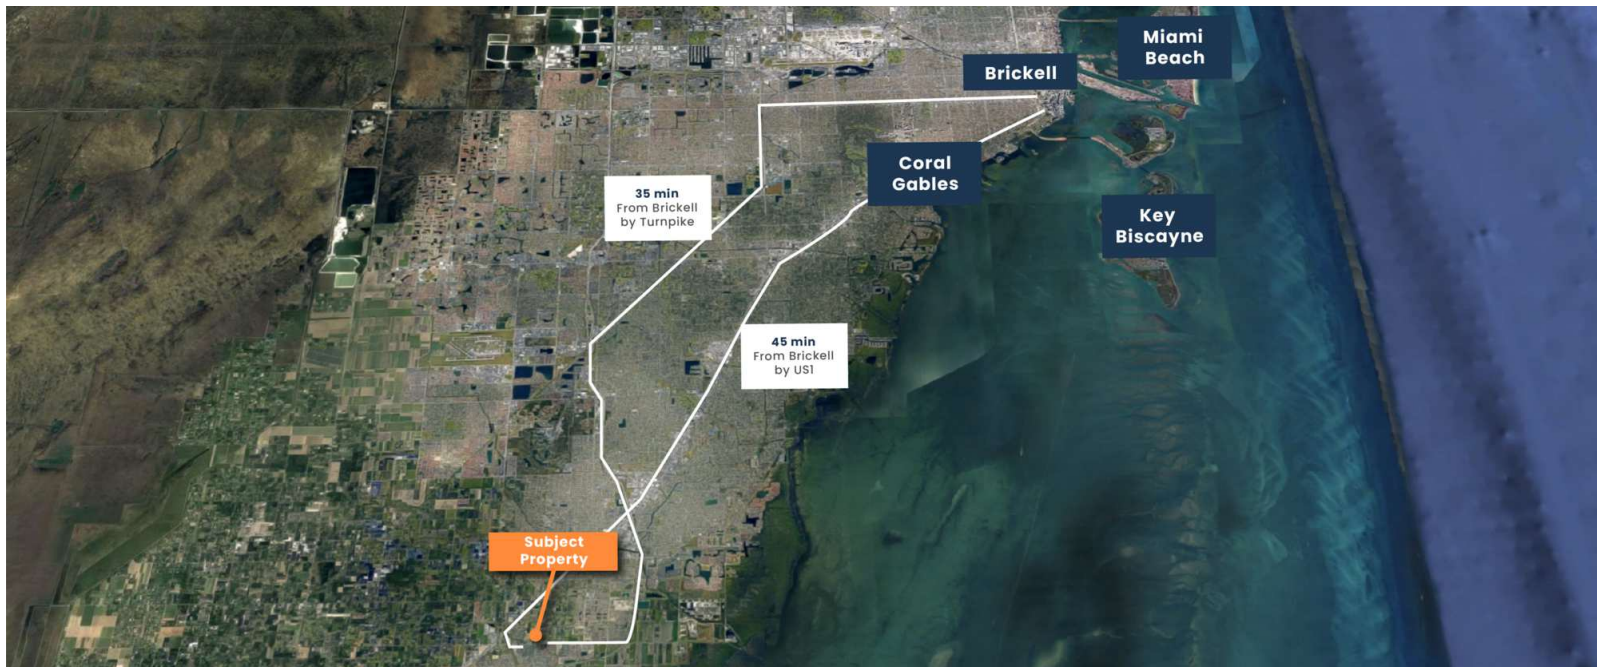 Miami
Beach
Brickell
Coral
Gables
35 min
From Brickell
by Turnpike
Key
Biscayne
45 min
From Brickell
by US1
Subject
Property